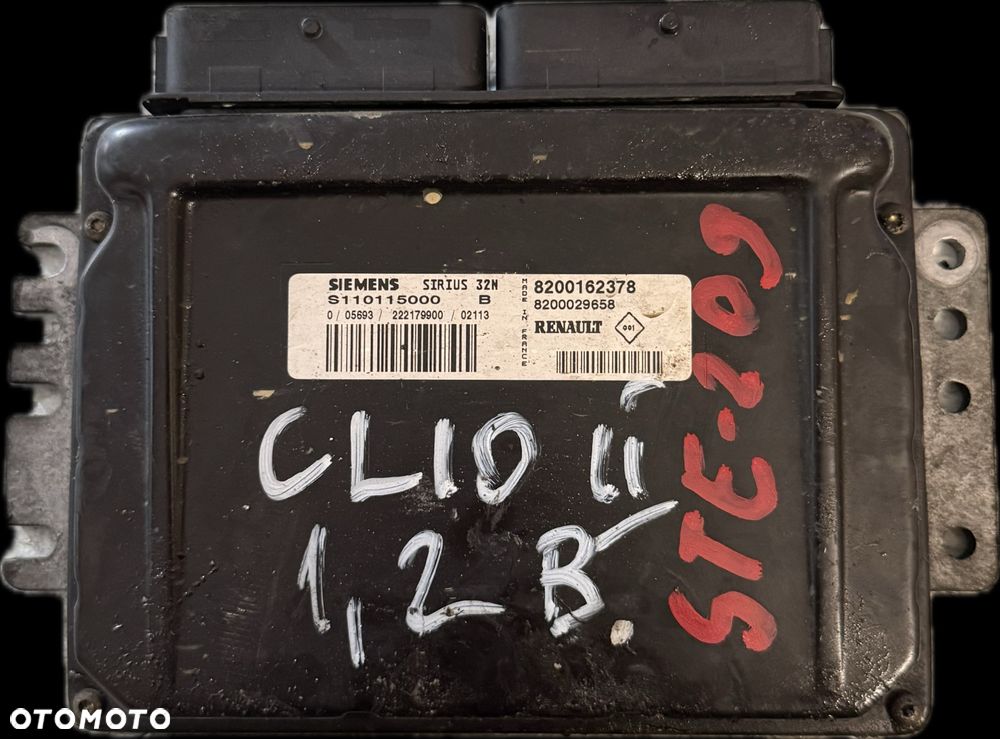 SIEMENS SIRIUS 32N
S110115000 B
0 / 05693 / 222179900 / 02113
MADE IN FRANCE
8200162378
8200029658
RENAULT 001
CLIO II
1,2 B.
STE-209
OTOMOTO